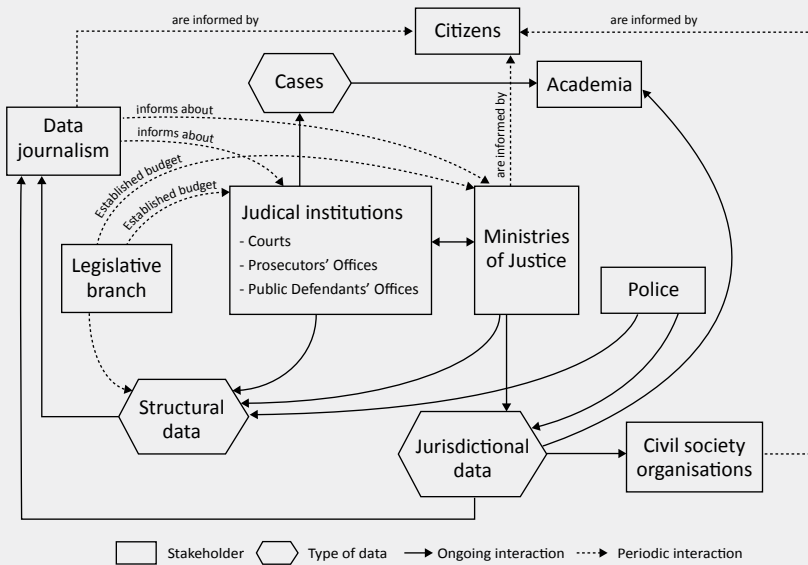 are informed by
are informed by
Citizens
Cases
Academia
informs about
informs about
are informed by
Data
journalism
Established budget
Established budget
Judical institutions
- Courts
- Prosecutors' Offices
- Public Defendants' Offices
Ministries
of Justice
Legislative
branch
Police
Structural
data
Jurisdictional
data
Civil society
organisations
Stakeholder
Type of data
Ongoing interaction
Periodic interaction